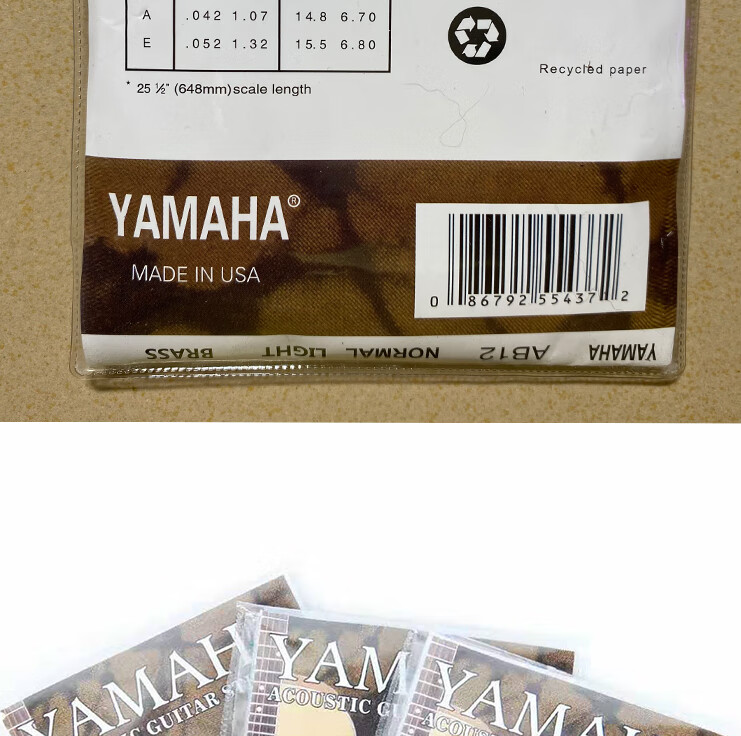 A .042 1.07 14.8 6.70
E .052 1.32 15.5 6.80
Recycled paper
* 25 ½" (648mm)scale length
YAMAHA®
MADE IN USA
0 86792 55437 2
YAMAHA AB12 NORMAL LIGHT BRASS
YAMAH
YAM
YAMA
IC GUITAR S
ACOUSTIC GU
ACOUS